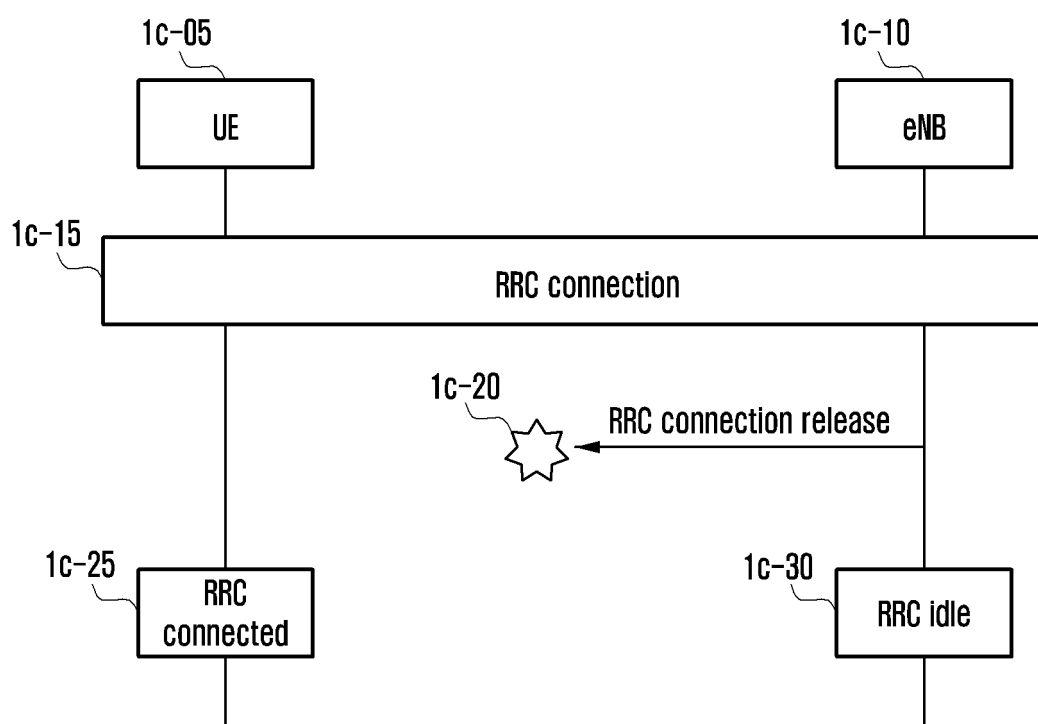 1c-05
1c-10
UE
eNB
1c-15
RRC connection
1c-20
RRC connection release
1c-25
1c-30
RRC
connected
RRC idle